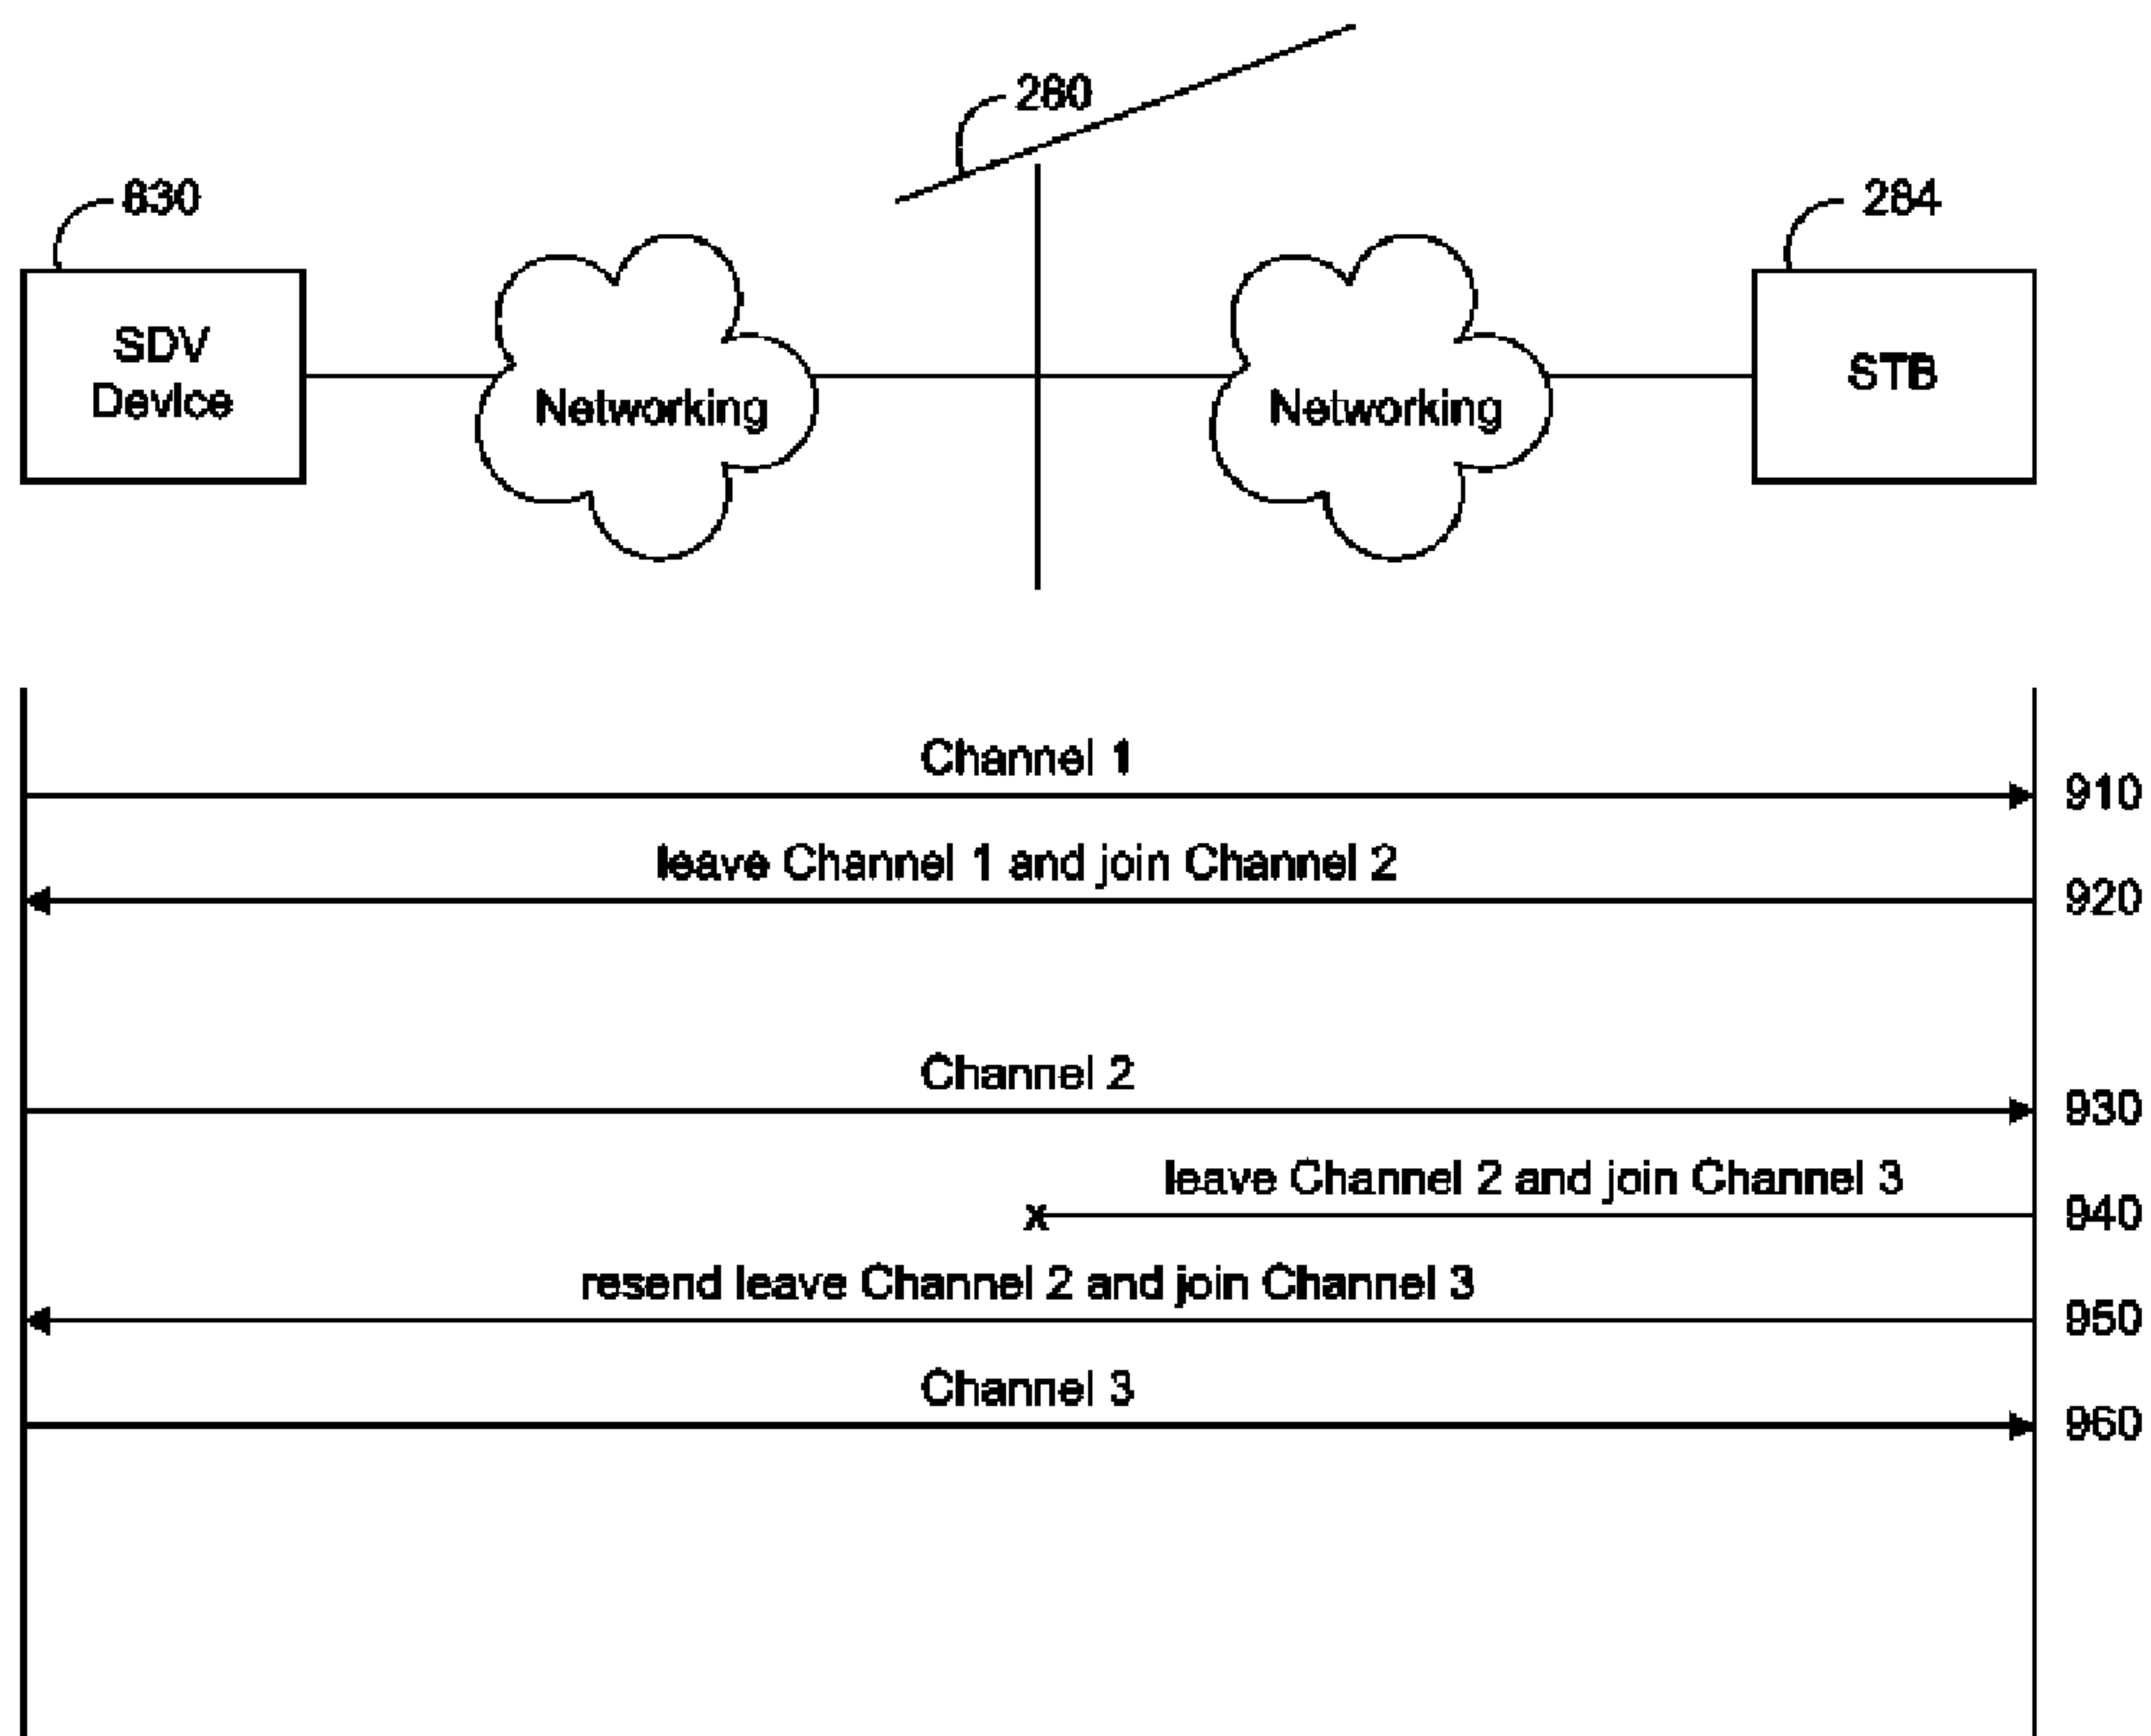 260
630
284
SDV
Device
Networking
Networking
STB
Channel 1
910
leave Channel 1 and join Channel 2
920
Channel 2
930
leave Channel 2 and join Channel 3
x
940
resend leave Channel 2 and join Channel 3
950
Channel 3
960